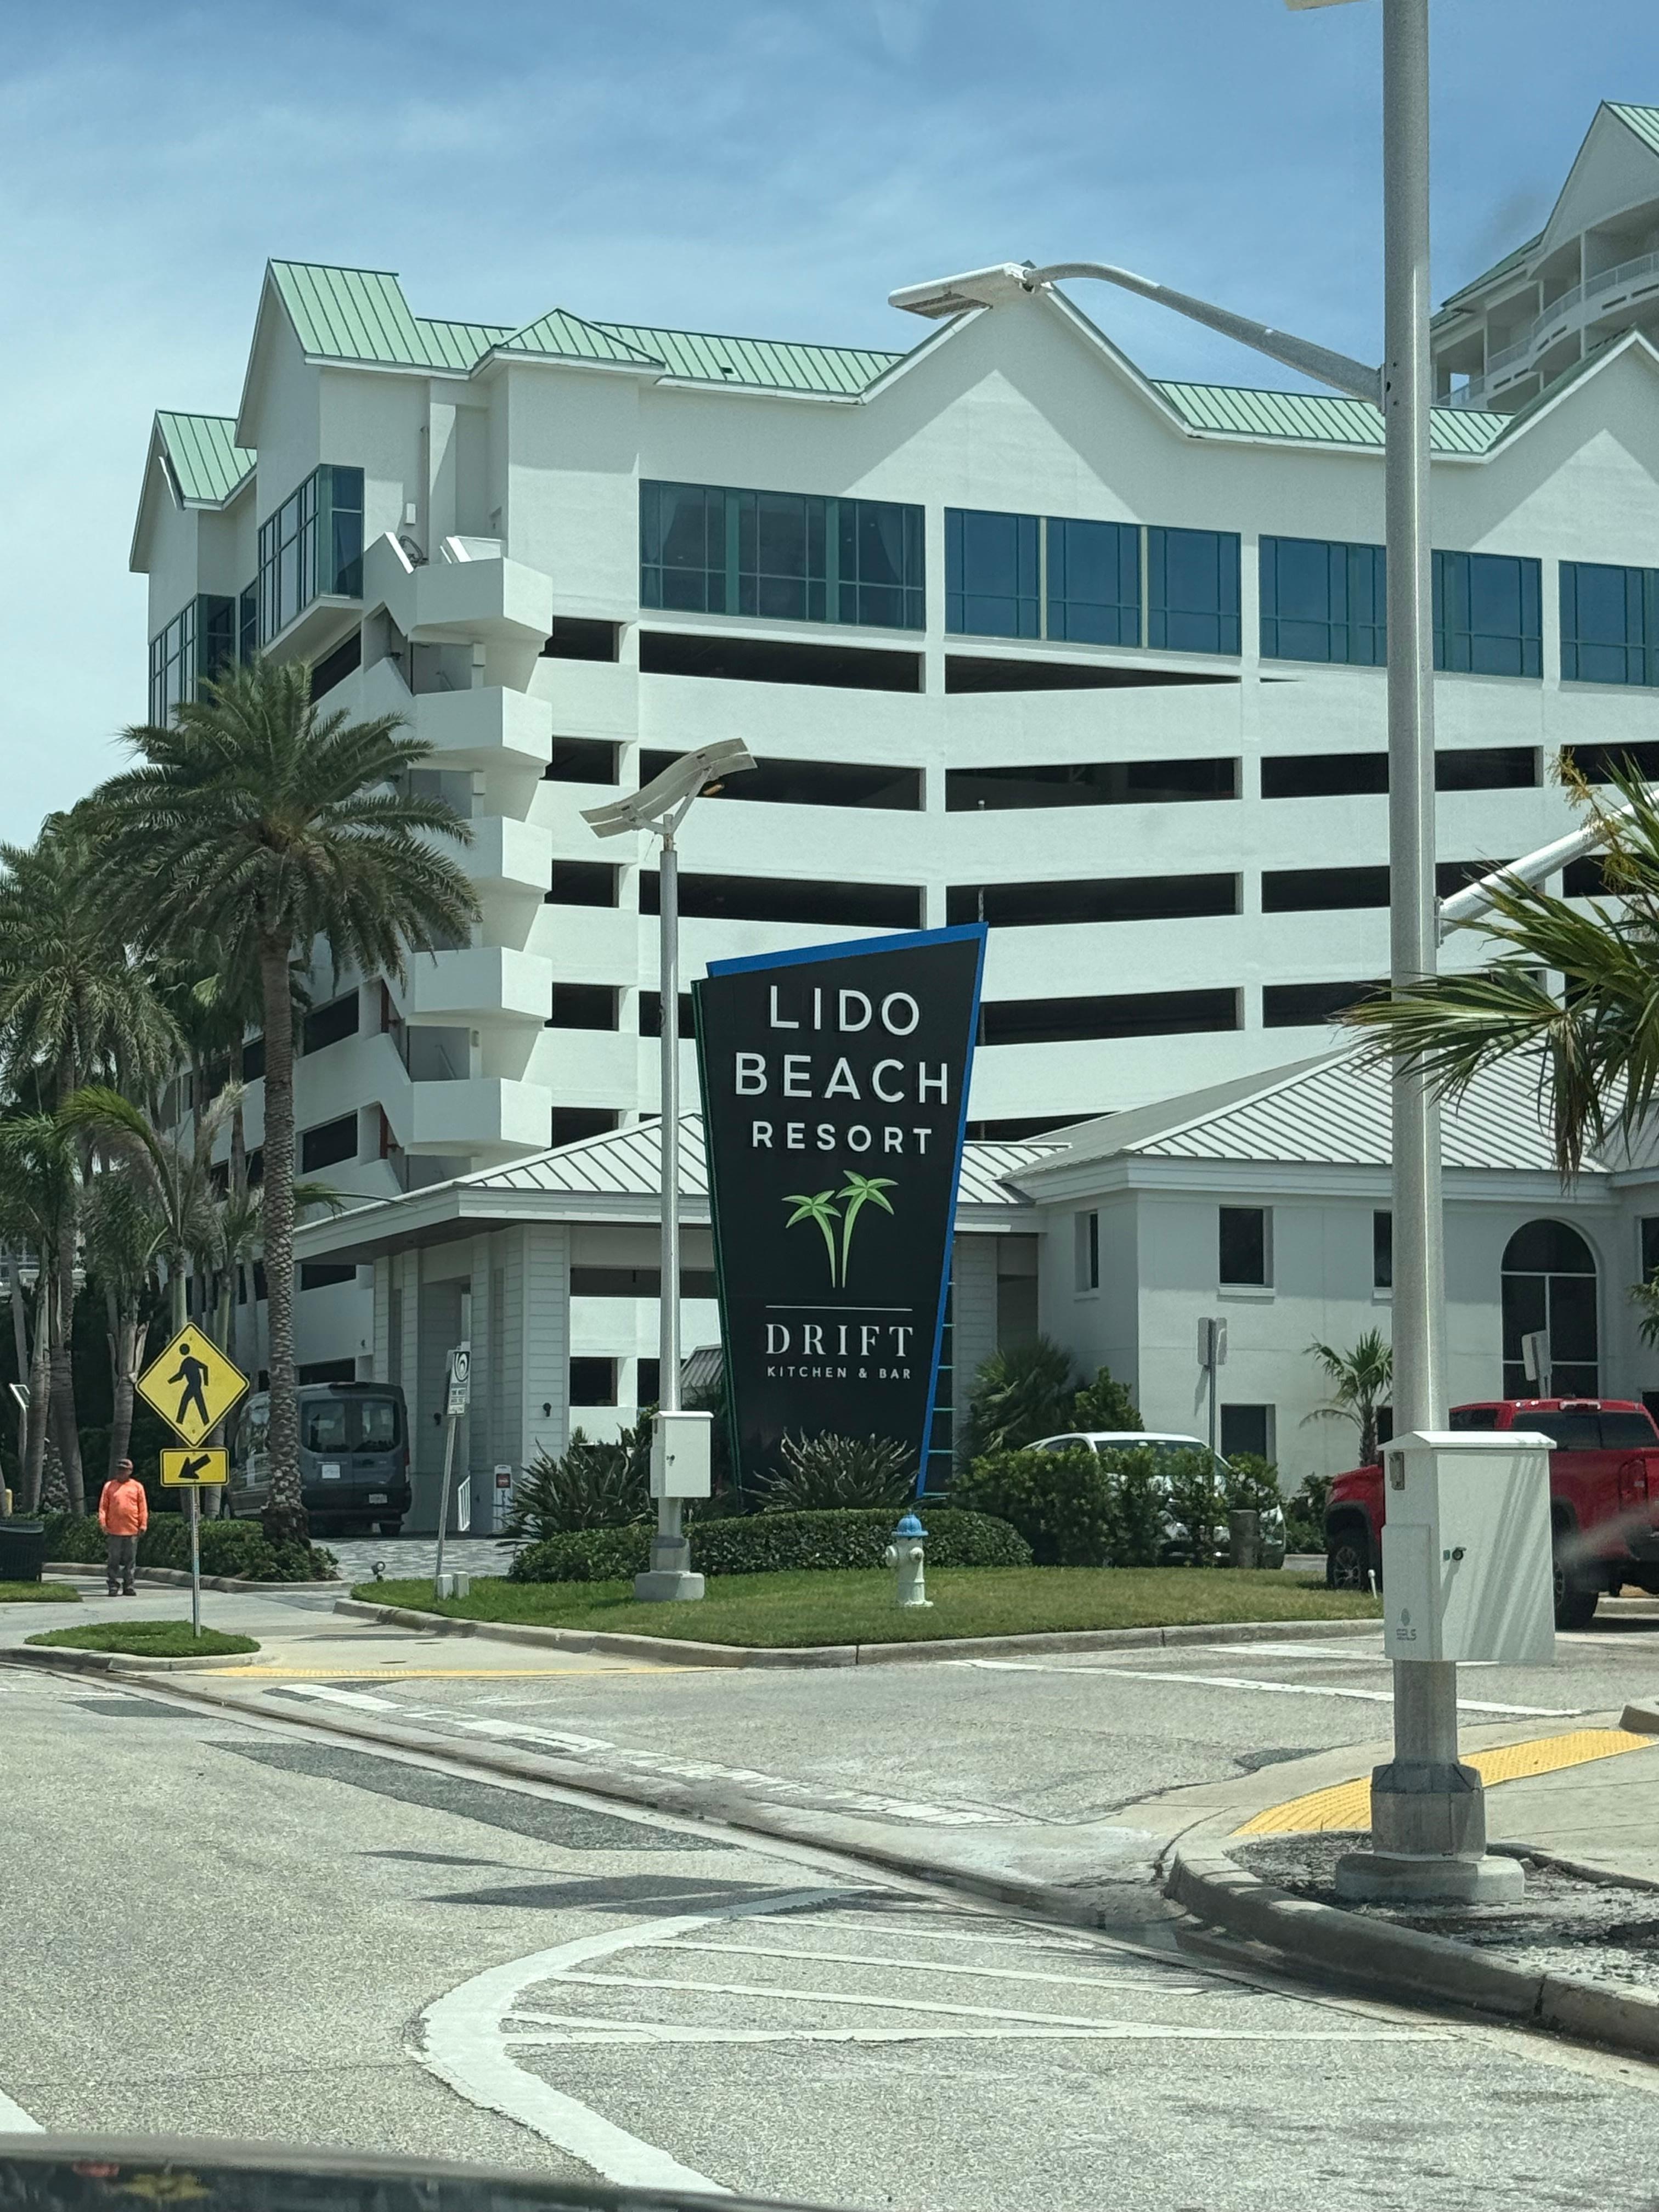 LIDO
BEACH
RESORT
DRIFT
KITCHEN & BAR